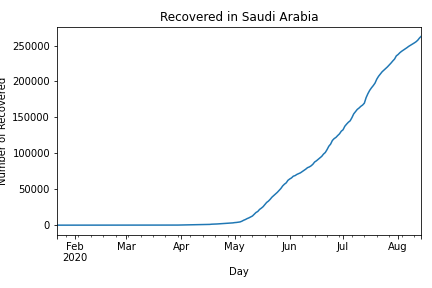 Recovered in Saudi Arabia
Number of Recovered
250000
200000
150000
100000
50000
0
Feb Mar Apr May Jun Jul Aug
2020
Day